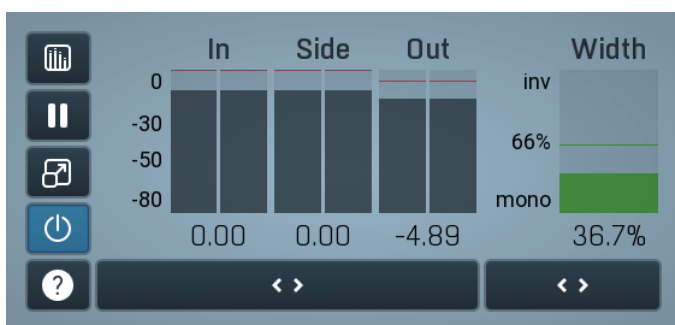 In Side Out Width
0 inv
-30
66%
-50
-80 mono
0.00 0.00 -4.89 36.7%
?
< > < >